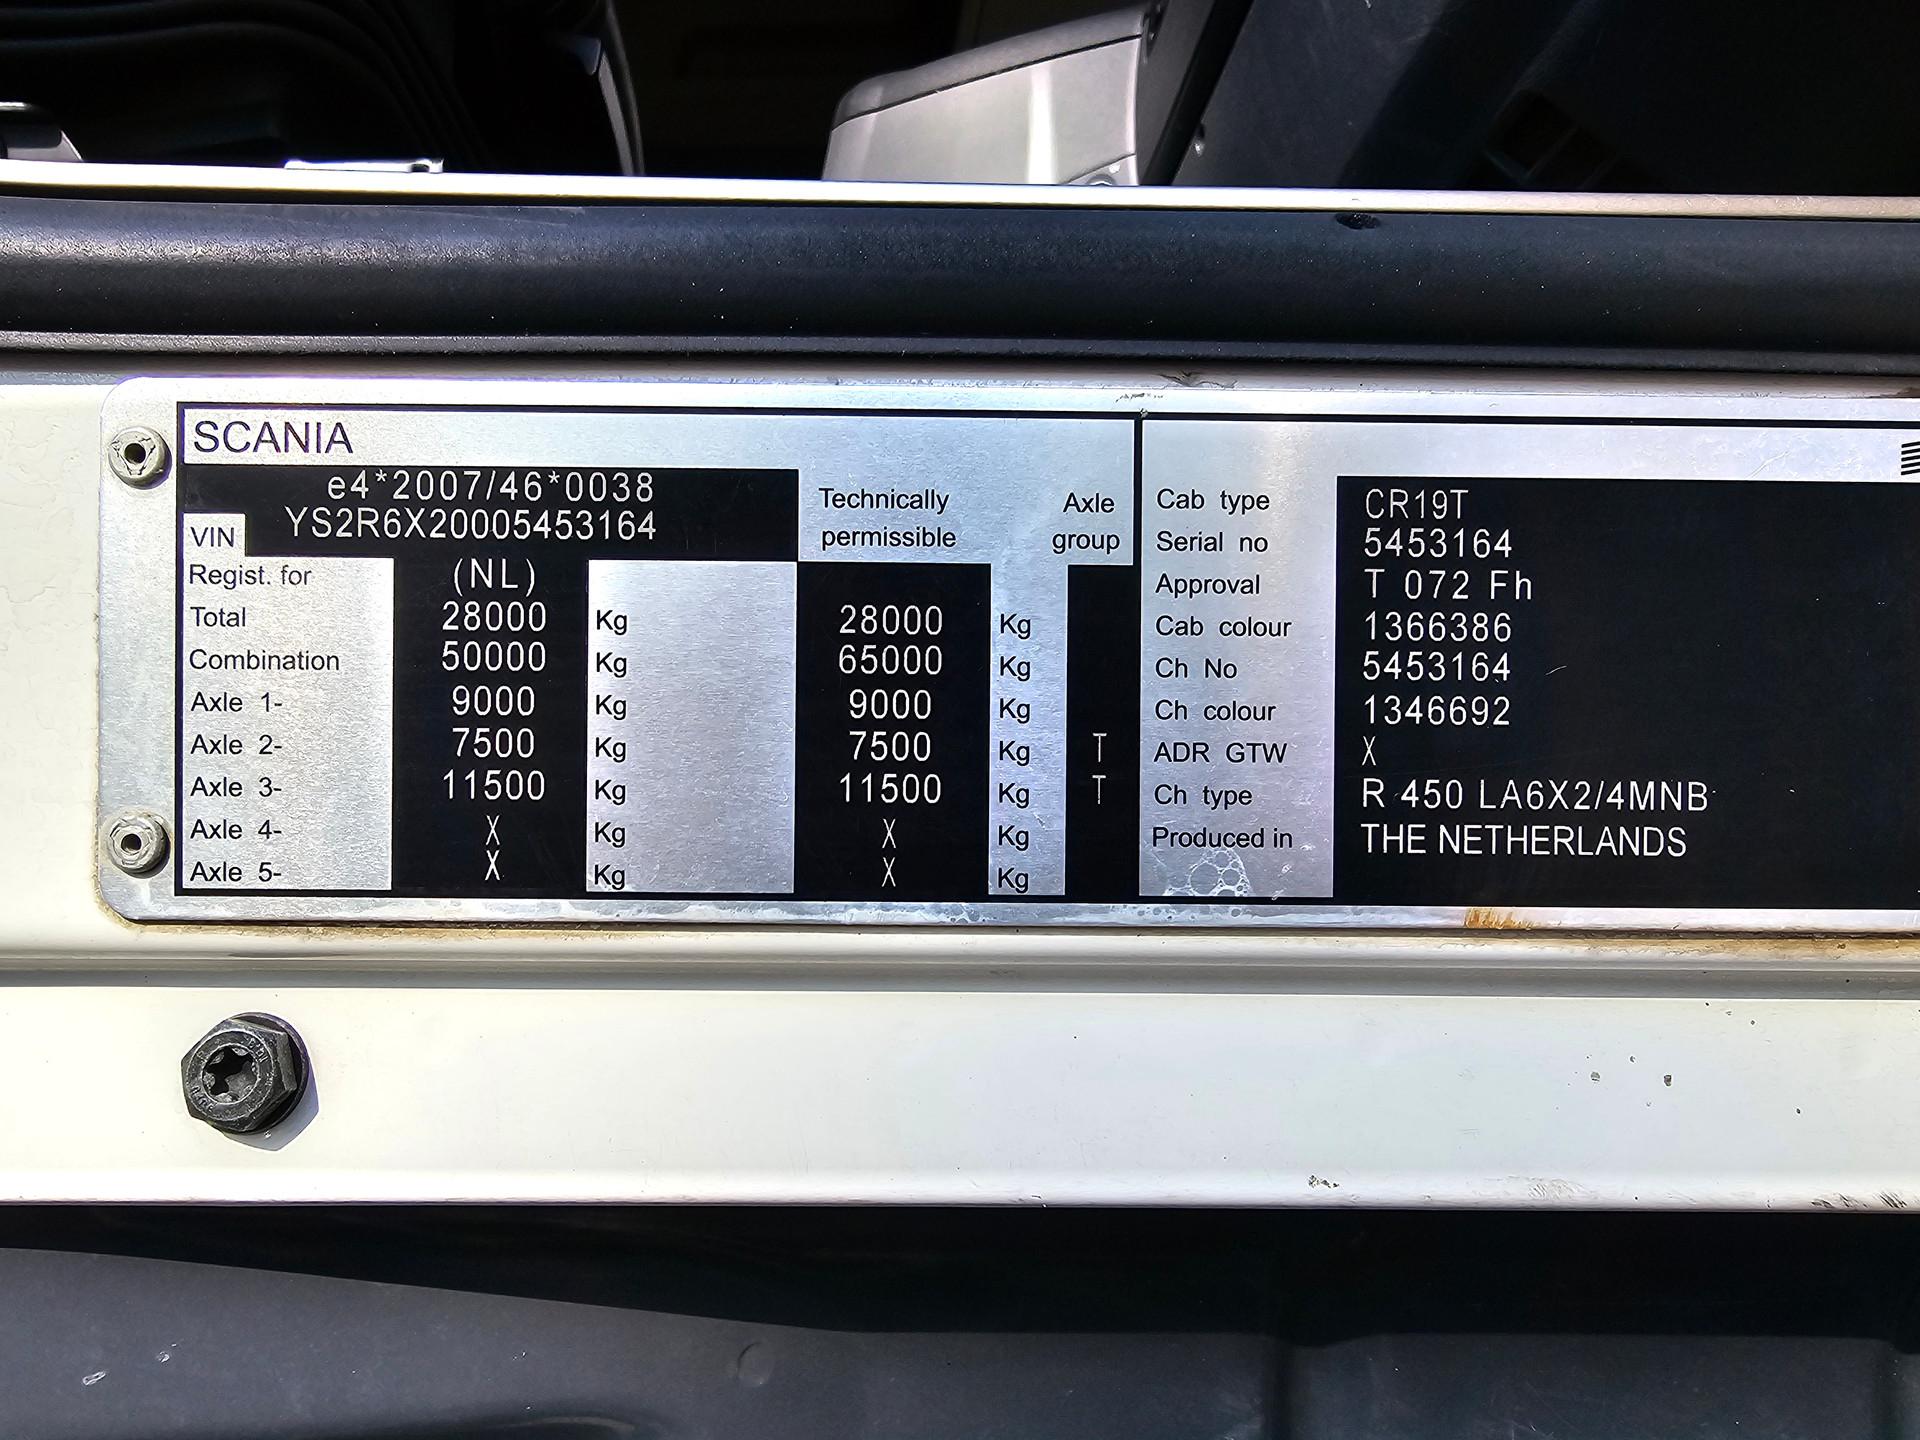 SCANIA
e4*2007/46*0038
VIN YS2R6X20005453164
Technically permissible
Axle group
Regist. for (NL)
Total 28000 Kg 28000 Kg
Combination 50000 Kg 65000 Kg
Axle 1- 9000 Kg 9000 Kg
Axle 2- 7500 Kg 7500 Kg T
Axle 3- 11500 Kg 11500 Kg T
Axle 4- X Kg X Kg
Axle 5- X Kg X Kg
Cab type CR19T
Serial no 5453164
Approval T 072 Fh
Cab colour 1366386
Ch No 5453164
Ch colour 1346692
ADR GTW X
Ch type R 450 LA6X2/4MNB
Produced in THE NETHERLANDS